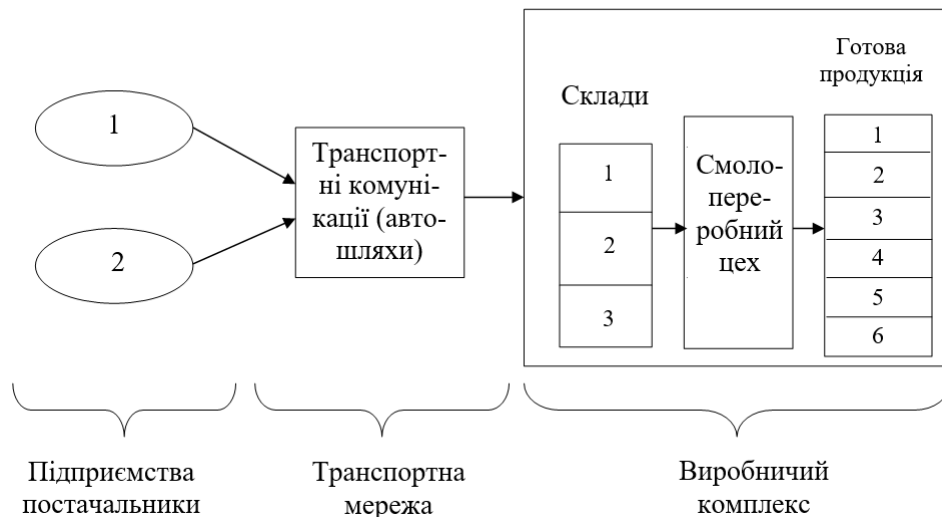 1
2
Транспорт-
ні комуні-
кації (авто-
шляхи)
Склади
1
2
3
Смоло-
пере-
робний
цех
Готова
продукція
1
2
3
4
5
6
Підприємства
постачальники
Транспортна
мережа
Виробничий
комплекс